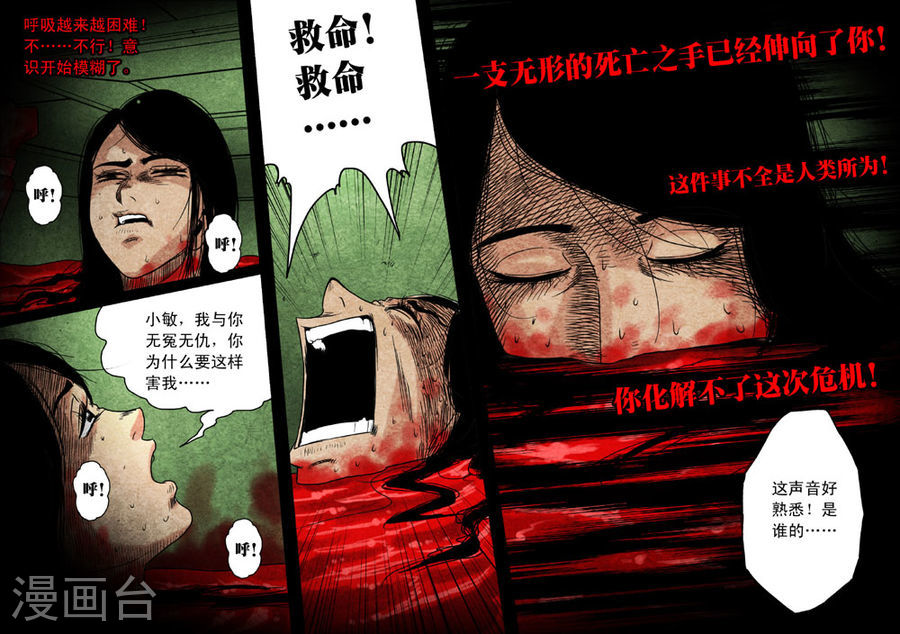 呼吸越来越困难！
不……不行！意
识开始模糊了。
呼！
呼！
小敏，我与你
无冤无仇，你
为什么要这样
害我……
呼！
呼！
救命！
救命
……
一支无形的死亡之手已经伸向了你！
这件事不全是人类所为！
你化解不了这次危机！
这声音好
熟悉！是
谁的……
漫画台